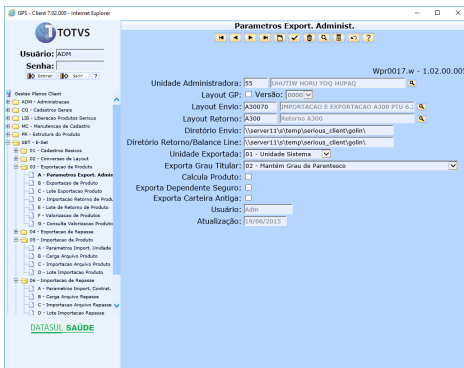 GPS - Client 7.02.000 - Internet Explorer
TOTVS
Usuário: ADM
Senha:
Entrar Sair ?
Gestao Planos Client
ADM - Administracao
CG - Cadastros Gerais
LIB - Liberacao Produtos Serious
MC - Manutencao de Cadastro
PR - Estrutura do Produto
SET - E-Set
01 - Cadastros Basicos
02 - Conversao de Layout
03 - Exportacao de Produto
A - Parametros Export. Admin
B - Exportacao de Produto
C - Lote Exportacao Produto
D - Importacao Retorno de Prod
E - Lote de Retorno de Produto
F - Valorizacao de Produtos
G - Consulta Valorizacao Produto
04 - Exportacao de Repasse
05 - Importacao de Produto
A - Parametros Import. Unidade
B - Carga Arquivo Produto
C - Importacao Arquivo Produto
D - Lote Importacao Produto
06 - Importacao de Repasse
A - Parametros Import. Contrat.
B - Carga Arquivo Repasse
C - Importacao Arquivo Repasse
D - Lote Importacao Repasse
DATASUL SAÚDE
Parametros Export. Administ.
Wpr0017.w - 1.02.00.005
Unidade Administradora: 55 UHUTIW HORU YOQ HUPAQ
Layout GP: Versão: 0000
Layout Envio: A30070 IMPORTACAO E EXPORTACAO A300 PTU 6.
Layout Retorno: A300 Retorno A300
Diretório Envio: \\server11\s\temp\serious_client\golin\
Diretório Retorno/Balance Line: \\server11\s\temp\serious_client\golin\
Unidade Exportada: 01 - Unidade Sistema
Exporta Grau Titular: 02 - Mantém Grau de Parentesco
Calcula Produto:
Exporta Dependente Seguro:
Exporta Carteira Antiga:
Usuário: Adm
Atualização: 19/06/2015